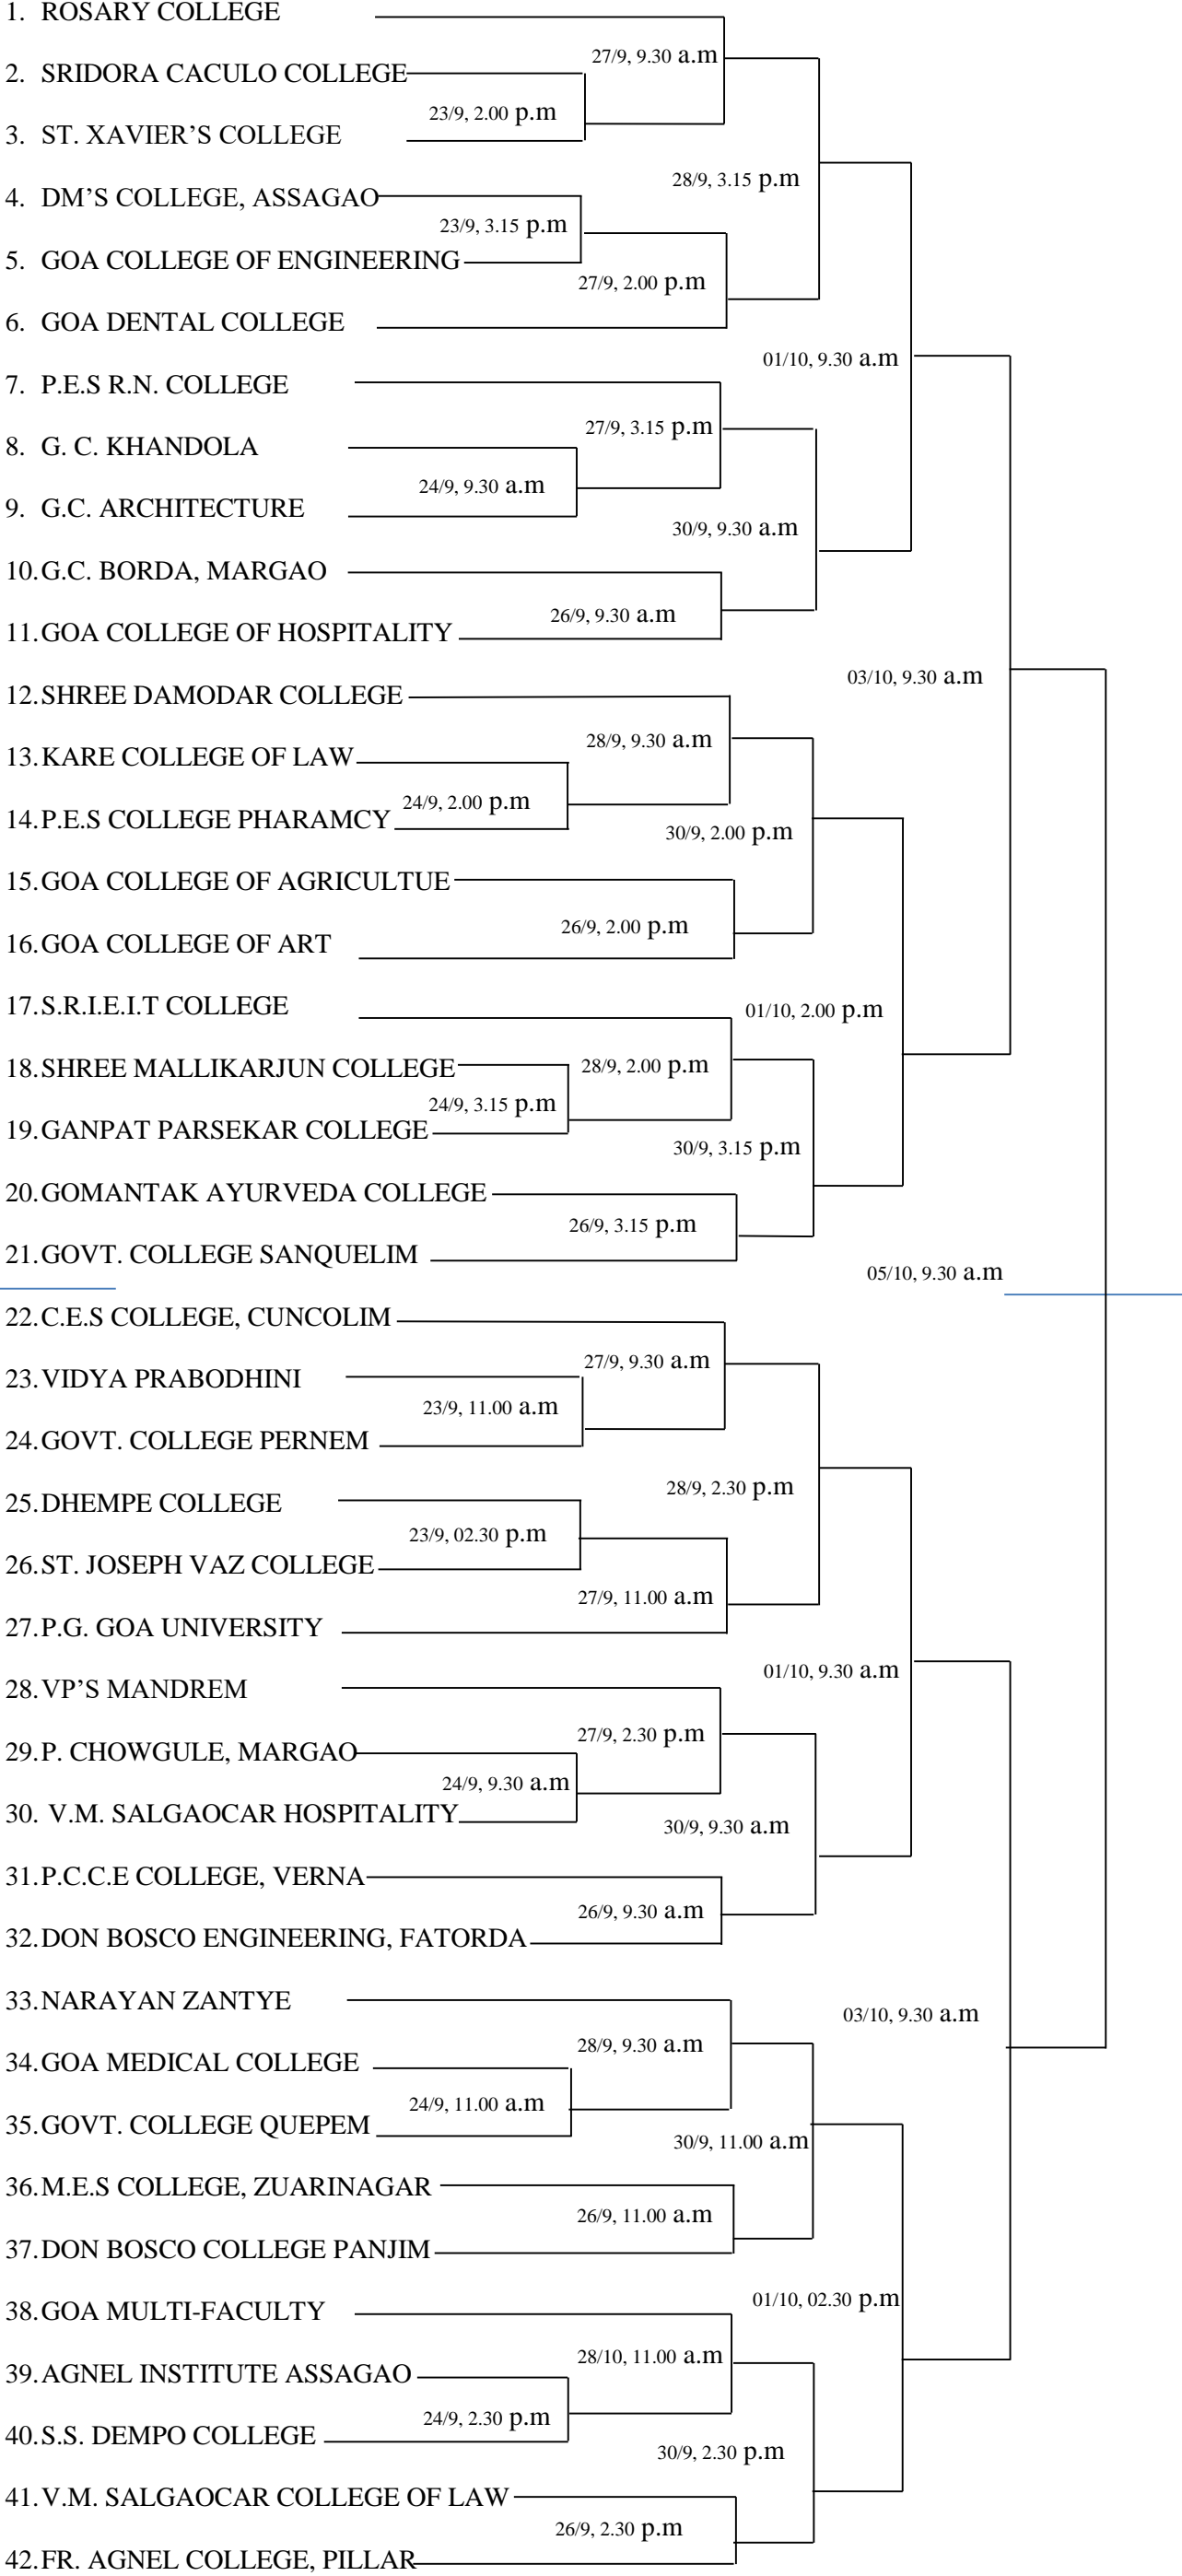 1. ROSARY COLLEGE
27/9, 9.30 a.m
2. SRIDORA CACULO COLLEGE
23/9, 2.00 p.m
3. ST. XAVIER’S COLLEGE
28/9, 3.15 p.m
4. DM’S COLLEGE, ASSAGAO
23/9, 3.15 p.m
5. GOA COLLEGE OF ENGINEERING
27/9, 2.00 p.m
6. GOA DENTAL COLLEGE
01/10, 9.30 a.m
7. P.E.S R.N. COLLEGE
27/9, 3.15 p.m
8. G. C. KHANDOLA
24/9, 9.30 a.m
9. G.C. ARCHITECTURE
30/9, 9.30 a.m
10. G.C. BORDA, MARGAO
26/9, 9.30 a.m
11. GOA COLLEGE OF HOSPITALITY
03/10, 9.30 a.m
12. SHREE DAMODAR COLLEGE
28/9, 9.30 a.m
13. KARE COLLEGE OF LAW
24/9, 2.00 p.m
14. P.E.S COLLEGE PHARAMCY
30/9, 2.00 p.m
15. GOA COLLEGE OF AGRICULTUE
26/9, 2.00 p.m
16. GOA COLLEGE OF ART
17. S.R.I.E.I.T COLLEGE
01/10, 2.00 p.m
18. SHREE MALLIKARJUN COLLEGE
28/9, 2.00 p.m
24/9, 3.15 p.m
19. GANPAT PARSEKAR COLLEGE
30/9, 3.15 p.m
20. GOMANTAK AYURVEDA COLLEGE
26/9, 3.15 p.m
21. GOVT. COLLEGE SANQUELIM
05/10, 9.30 a.m
22. C.E.S COLLEGE, CUNCOLIM
27/9, 9.30 a.m
23. VIDYA PRABODHINI
23/9, 11.00 a.m
24. GOVT. COLLEGE PERNEM
28/9, 2.30 p.m
25. DHEMPE COLLEGE
23/9, 02.30 p.m
26. ST. JOSEPH VAZ COLLEGE
27/9, 11.00 a.m
27. P.G. GOA UNIVERSITY
01/10, 9.30 a.m
28. VP’S MANDREM
27/9, 2.30 p.m
29. P. CHOWGULE, MARGAO
24/9, 9.30 a.m
30. V.M. SALGAOCAR HOSPITALITY
30/9, 9.30 a.m
31. P.C.C.E COLLEGE, VERNA
26/9, 9.30 a.m
32. DON BOSCO ENGINEERING, FATORDA
33. NARAYAN ZANTYE
03/10, 9.30 a.m
28/9, 9.30 a.m
34. GOA MEDICAL COLLEGE
24/9, 11.00 a.m
35. GOVT. COLLEGE QUEPEM
30/9, 11.00 a.m
36. M.E.S COLLEGE, ZUARINAGAR
26/9, 11.00 a.m
37. DON BOSCO COLLEGE PANJIM
01/10, 02.30 p.m
38. GOA MULTI-FACULTY
28/10, 11.00 a.m
39. AGNEL INSTITUTE ASSAGAO
24/9, 2.30 p.m
40. S.S. DEMPO COLLEGE
30/9, 2.30 p.m
41. V.M. SALGAOCAR COLLEGE OF LAW
26/9, 2.30 p.m
42. FR. AGNEL COLLEGE, PILLAR